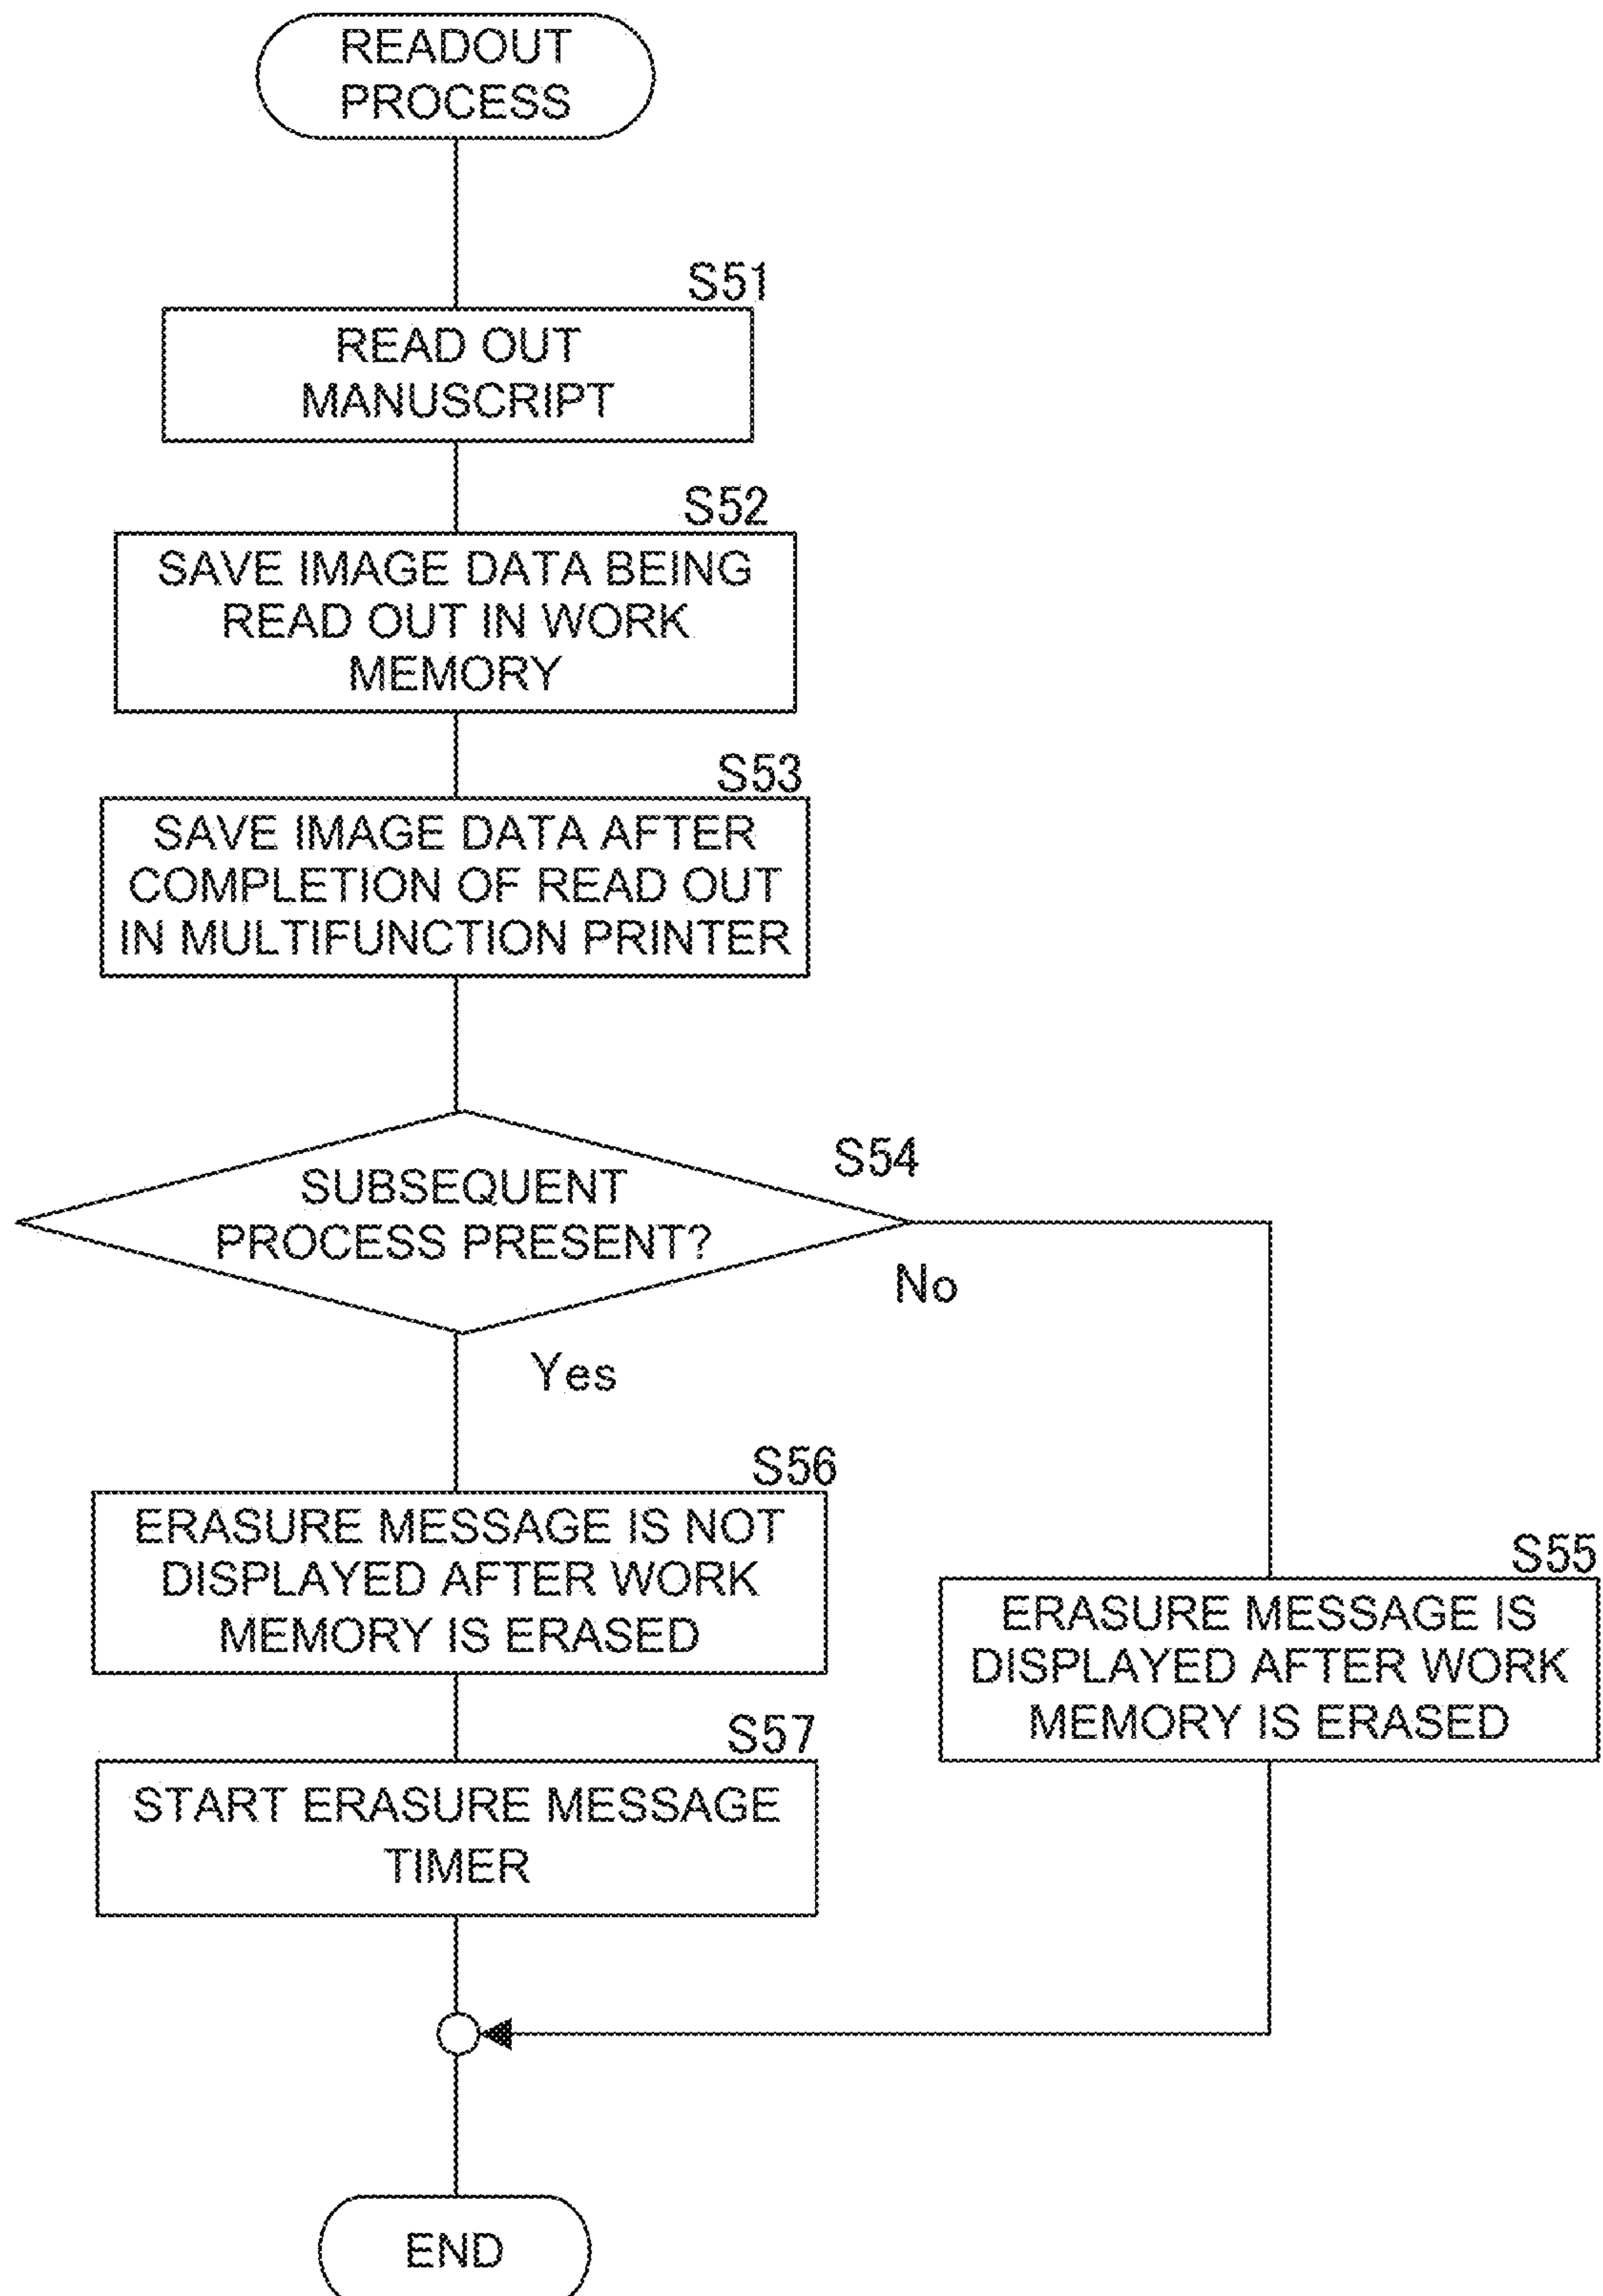 READOUT
PROCESS
S51
READ OUT
MANUSCRIPT
S52
SAVE IMAGE DATA BEING
READ OUT IN WORK
MEMORY
S53
SAVE IMAGE DATA AFTER
COMPLETION OF READ OUT
IN MULTIFUNCTION PRINTER
S54
SUBSEQUENT
PROCESS PRESENT?
No
Yes
S56
ERASURE MESSAGE IS NOT
DISPLAYED AFTER WORK
MEMORY IS ERASED
S55
ERASURE MESSAGE IS
DISPLAYED AFTER WORK
MEMORY IS ERASED
S57
START ERASURE MESSAGE
TIMER
END